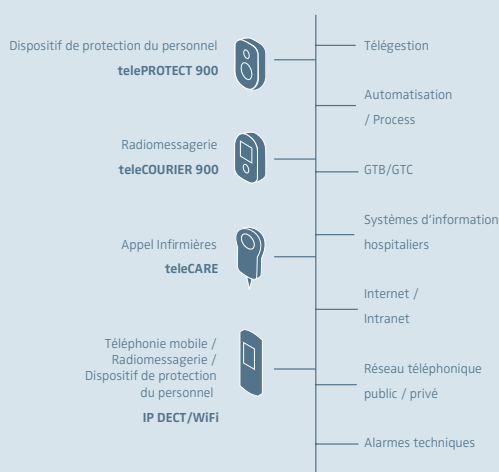 Dispositif de protection du personnel
telePROTECT 900
Radiomessagerie
teleCOURIER 900
Appel Infirmières
teleCARE
Téléphonie mobile /
Radiomessagerie /
Dispositif de protection
du personnel
IP DECT/WiFi
Télégestion
Automatisation
/ Process
GTB/GTC
Systèmes d'information
hospitaliers
Internet /
Intranet
Réseau téléphonique
public / privé
Alarmes techniques